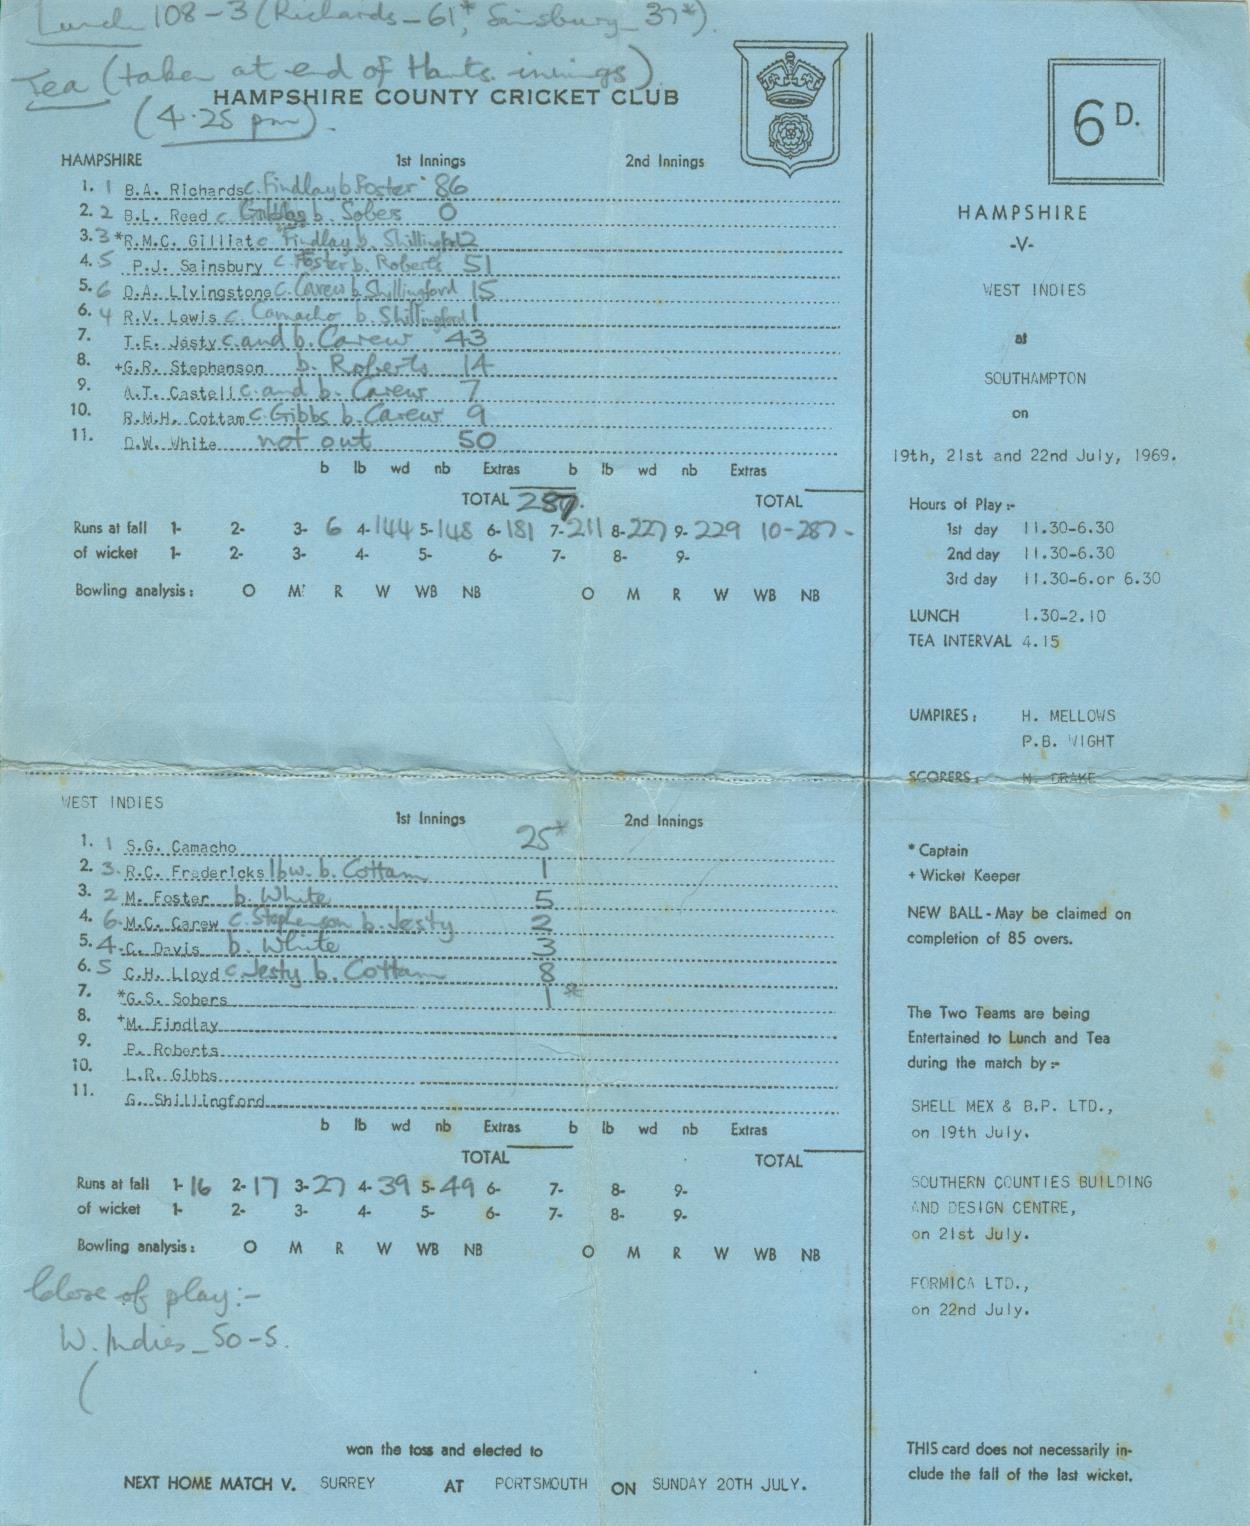 Lunch 108-3 (Richards - 61*, Sainsbury - 37*).
Tea (taken at end of Hants. innings)
(4.25 pm).
HAMPSHIRE COUNTY CRICKET CLUB
HAMPSHIRE 1st Innings 2nd Innings
1. 1 B.A. Richards c. Findlay b. Foster 86
2. 2 B.L. Reed c. Gibbs b. Sobers 0
3. 3 *R.M.C. Gilliat c Findlay b. Shillingford 2
4. 5 P.J. Sainsbury c. Foster b. Roberts 51
5. 6 D.A. Livingstone c. Carew b. Shillingford 15
6. 4 R.V. Lewis c. Camacho b. Shillingford 1
7. T.E. Jesty c. and b. Carew 43
8. +G.R. Stephenson b. Roberts 14
9. A.T. Castell c. and b. Carew 7
10. R.M.H. Cottam c. Gibbs b. Carew 9
11. D.W. White not out 50
b lb wd nb Extras b lb wd nb Extras
TOTAL 287. TOTAL
Runs at fall 1- 2- 3- 6 4-144 5-148 6-181 7-211 8-227 9-229 10-287-
of wicket 1- 2- 3- 4- 5- 6- 7- 8- 9-
Bowling analysis: O M R W WB NB O M R W WB NB
WEST INDIES
1st Innings 2nd Innings
1. 1 S.G. Camacho 25*
2. 3. R.C. Fredericks lbw. b. Cottam 1
3. 2 M. Foster b. White 5
4. 6. M.C. Carew c. Stephenson b. Jesty 2
5. 4. C. Davis b. White 3
6. 5 C.H. Lloyd c. Jesty b. Cottam 8
7. *G.S. Sobers 1*
8. +M. Findlay
9. P. Roberts
10. L.R. Gibbs
11. G. Shillingford
b lb wd nb Extras b lb wd nb Extras
TOTAL TOTAL
Runs at fall 1-16 2-17 3-27 4-39 5-49 6- 7- 8- 9-
of wicket 1- 2- 3- 4- 5- 6- 7- 8- 9-
Bowling analysis: O M R W WB NB O M R W WB NB
Close of play:-
W. Indies - 50-5.
(
won the toss and elected to
NEXT HOME MATCH V. SURREY AT PORTSMOUTH ON SUNDAY 20TH JULY.
6 D.
HAMPSHIRE
-V-
WEST INDIES
at
SOUTHAMPTON
on
19th, 21st and 22nd July, 1969.
Hours of Play:-
1st day 11.30-6.30
2nd day 11.30-6.30
3rd day 11.30-6.or 6.30
LUNCH 1.30-2.10
TEA INTERVAL 4.15
UMPIRES: H. MELLOWS
P.B. WIGHT
SCORERS: N. DRAKE
* Captain
+ Wicket Keeper
NEW BALL - May be claimed on
completion of 85 overs.
The Two Teams are being
Entertained to Lunch and Tea
during the match by:-
SHELL MEX & B.P. LTD.,
on 19th July.
SOUTHERN COUNTIES BUILDING
AND DESIGN CENTRE,
on 21st July.
FORMICA LTD.,
on 22nd July.
THIS card does not necessarily in-
clude the fall of the last wicket.